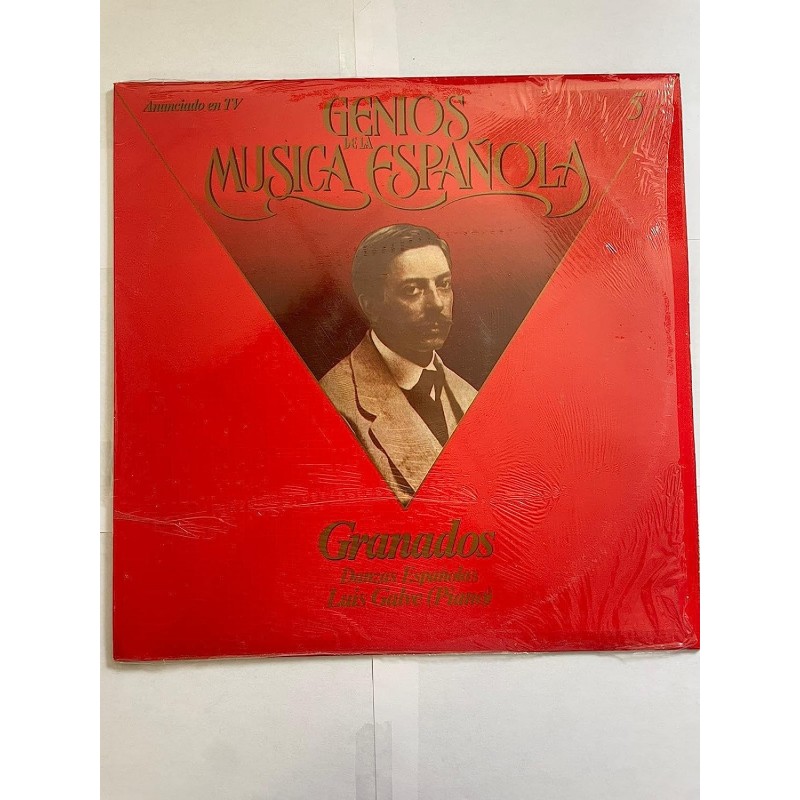 Anunciado en TV
5
GENIOS
DE LA
MUSICA ESPAÑOLA
Granados
Danzas Españolas
Luis Galve (Piano)